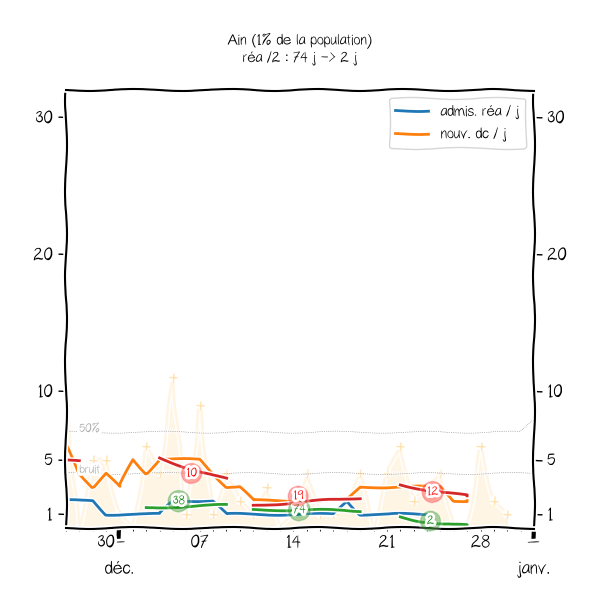 Ain (1% de la population)
réa /2 : 74 j -> 2 j
admis. réa / j
nouv. dc / j
30 30
20 20
10 10
50%
5 5
bruit
10
12
19
38
74
2
1 1
30 07 14 21 28
déc. janv.